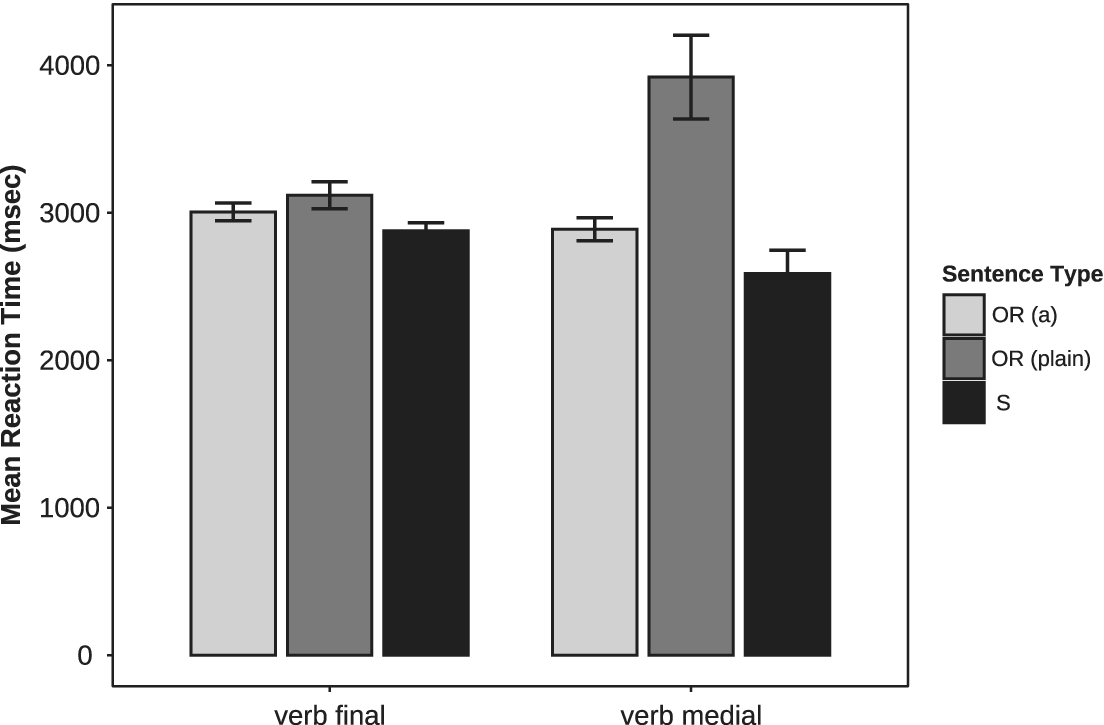 Mean Reaction Time (msec)
4000
3000
2000
1000
0
verb final
verb medial
Sentence Type
OR (a)
OR (plain)
S